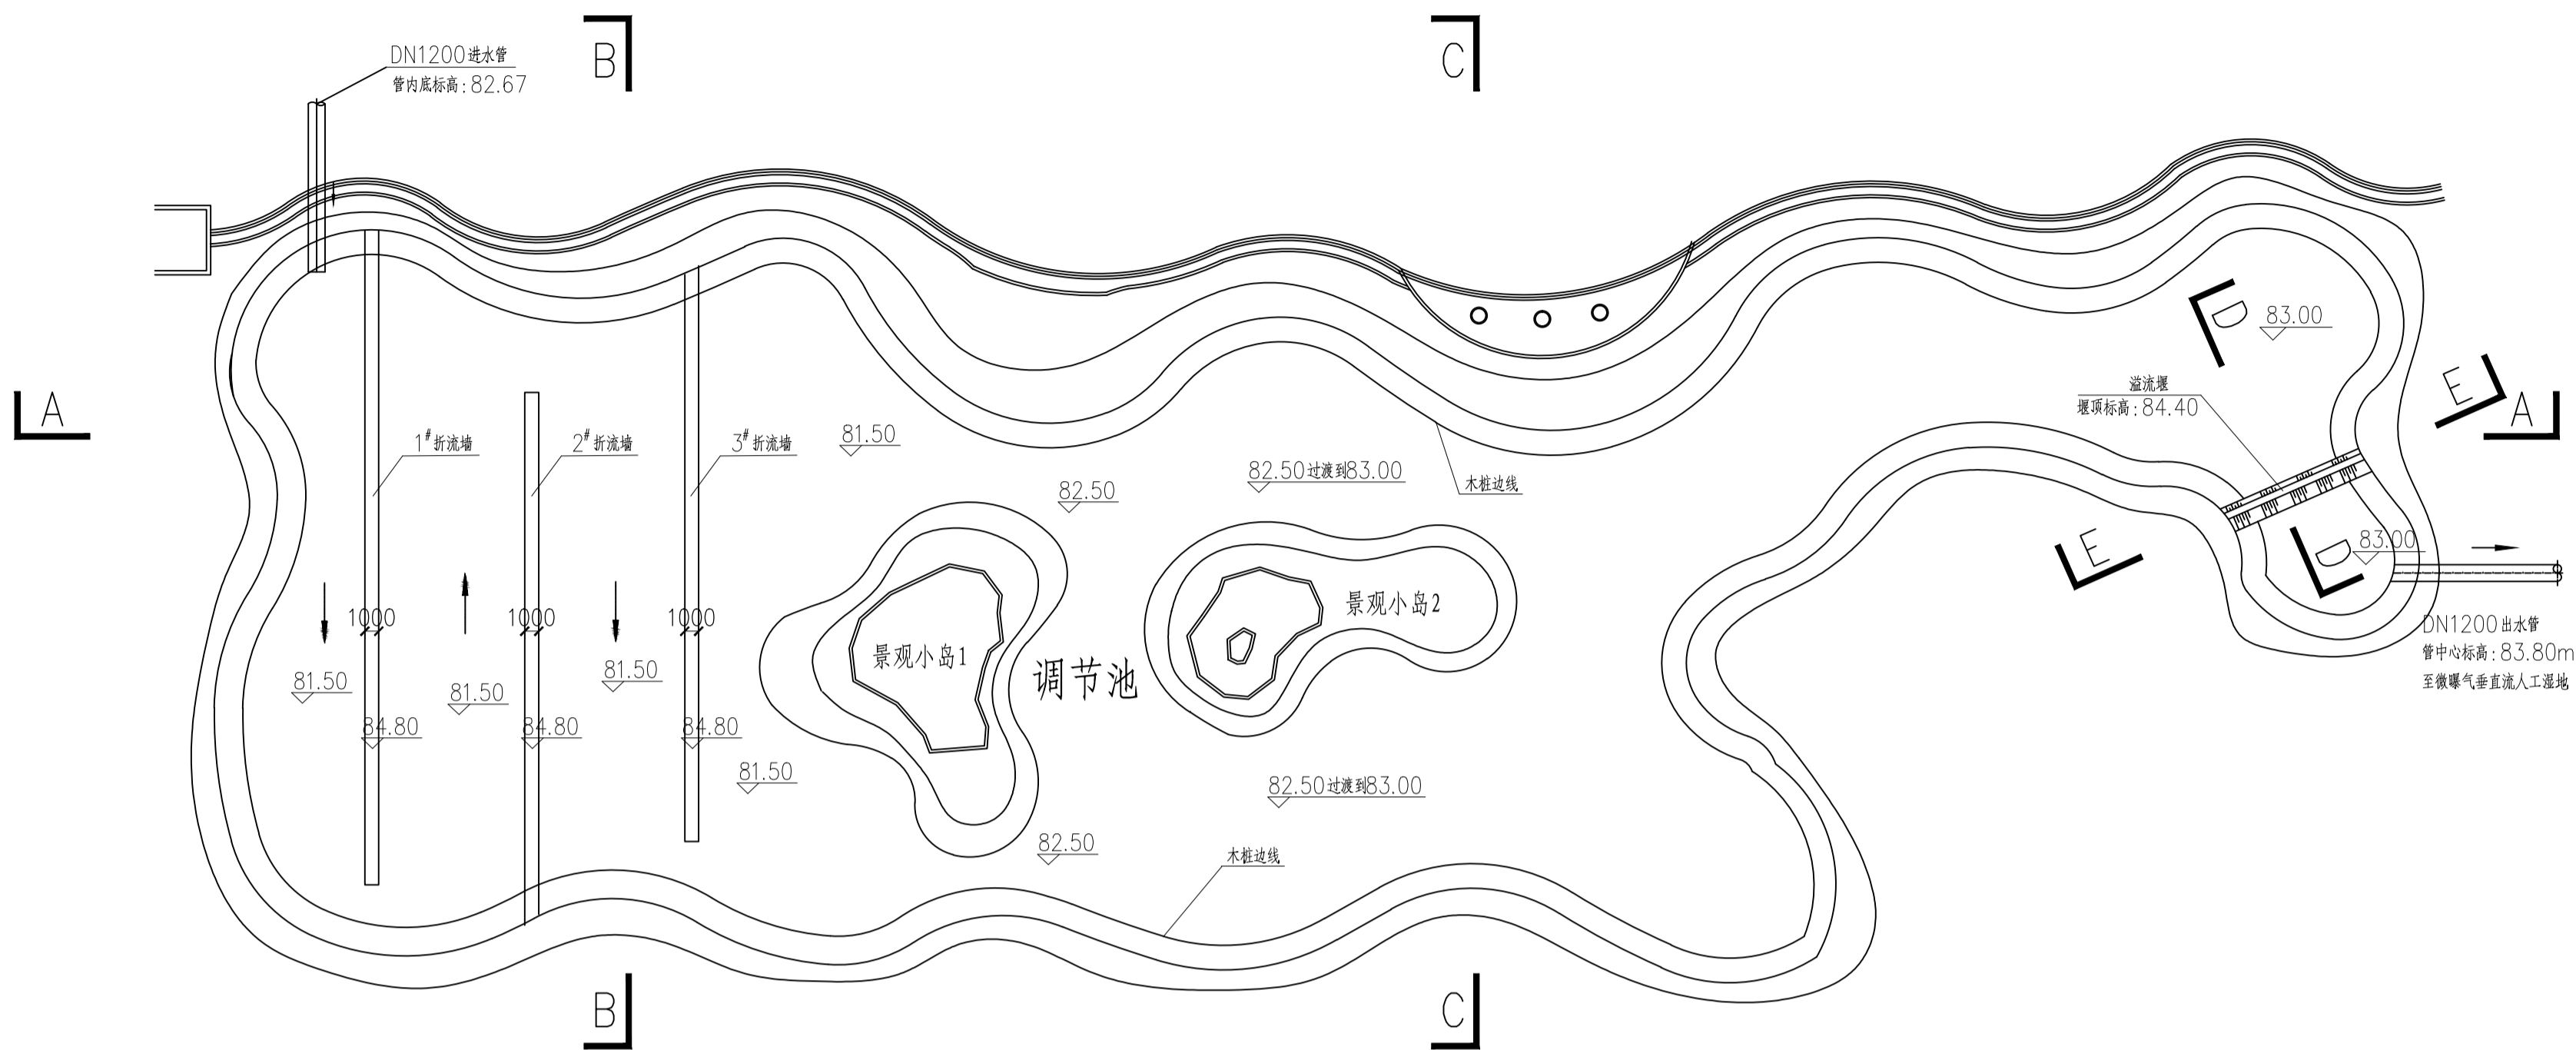 B
C
DN1200进水管
管内底标高:82.67
A
1#折流墙
2#折流墙
3#折流墙
81.50
82.50过渡到83.00
82.50
木桩边线
83.00
D
溢流堰
堰顶标高:84.40
E
A
E
D
83.00
1000
1000
1000
81.50
81.50
81.50
84.80
84.80
84.80
81.50
景观小岛1
调节池
景观小岛2
82.50过渡到83.00
82.50
木桩边线
DN1200出水管
管中心标高:83.80m
至微曝气垂直流人工湿地
B
C